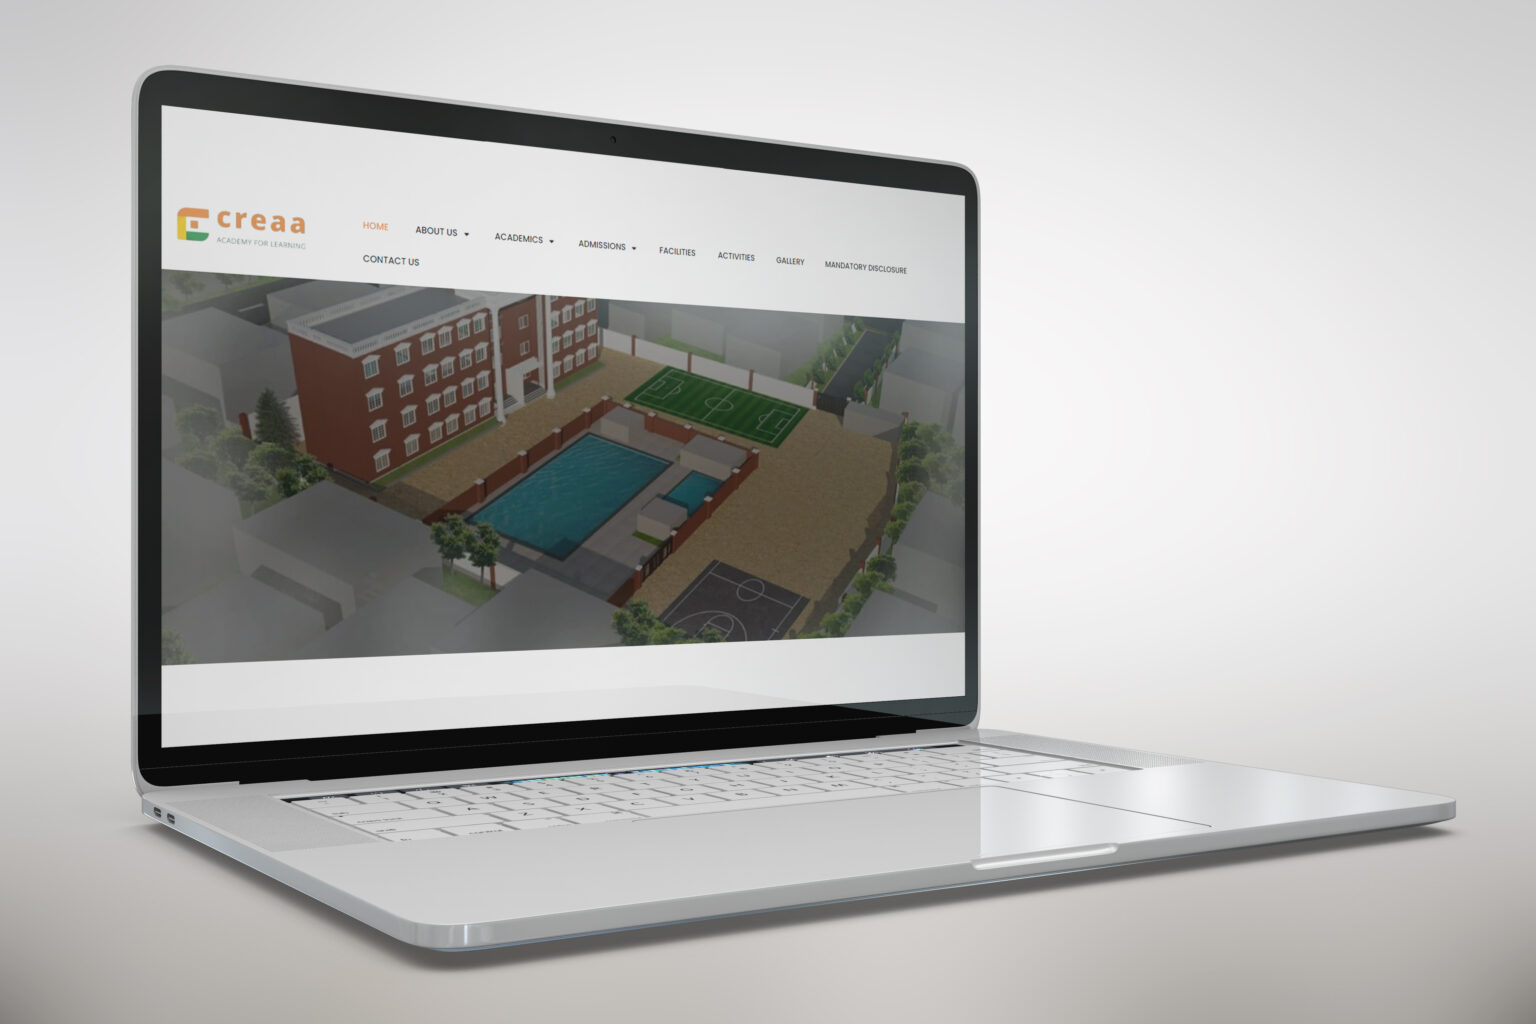 creaa
ACADEMY FOR LEARNING
HOME ABOUT US ACADEMICS ADMISSIONS FACILITIES ACTIVITIES GALLERY MANDATORY DISCLOSURE
CONTACT US